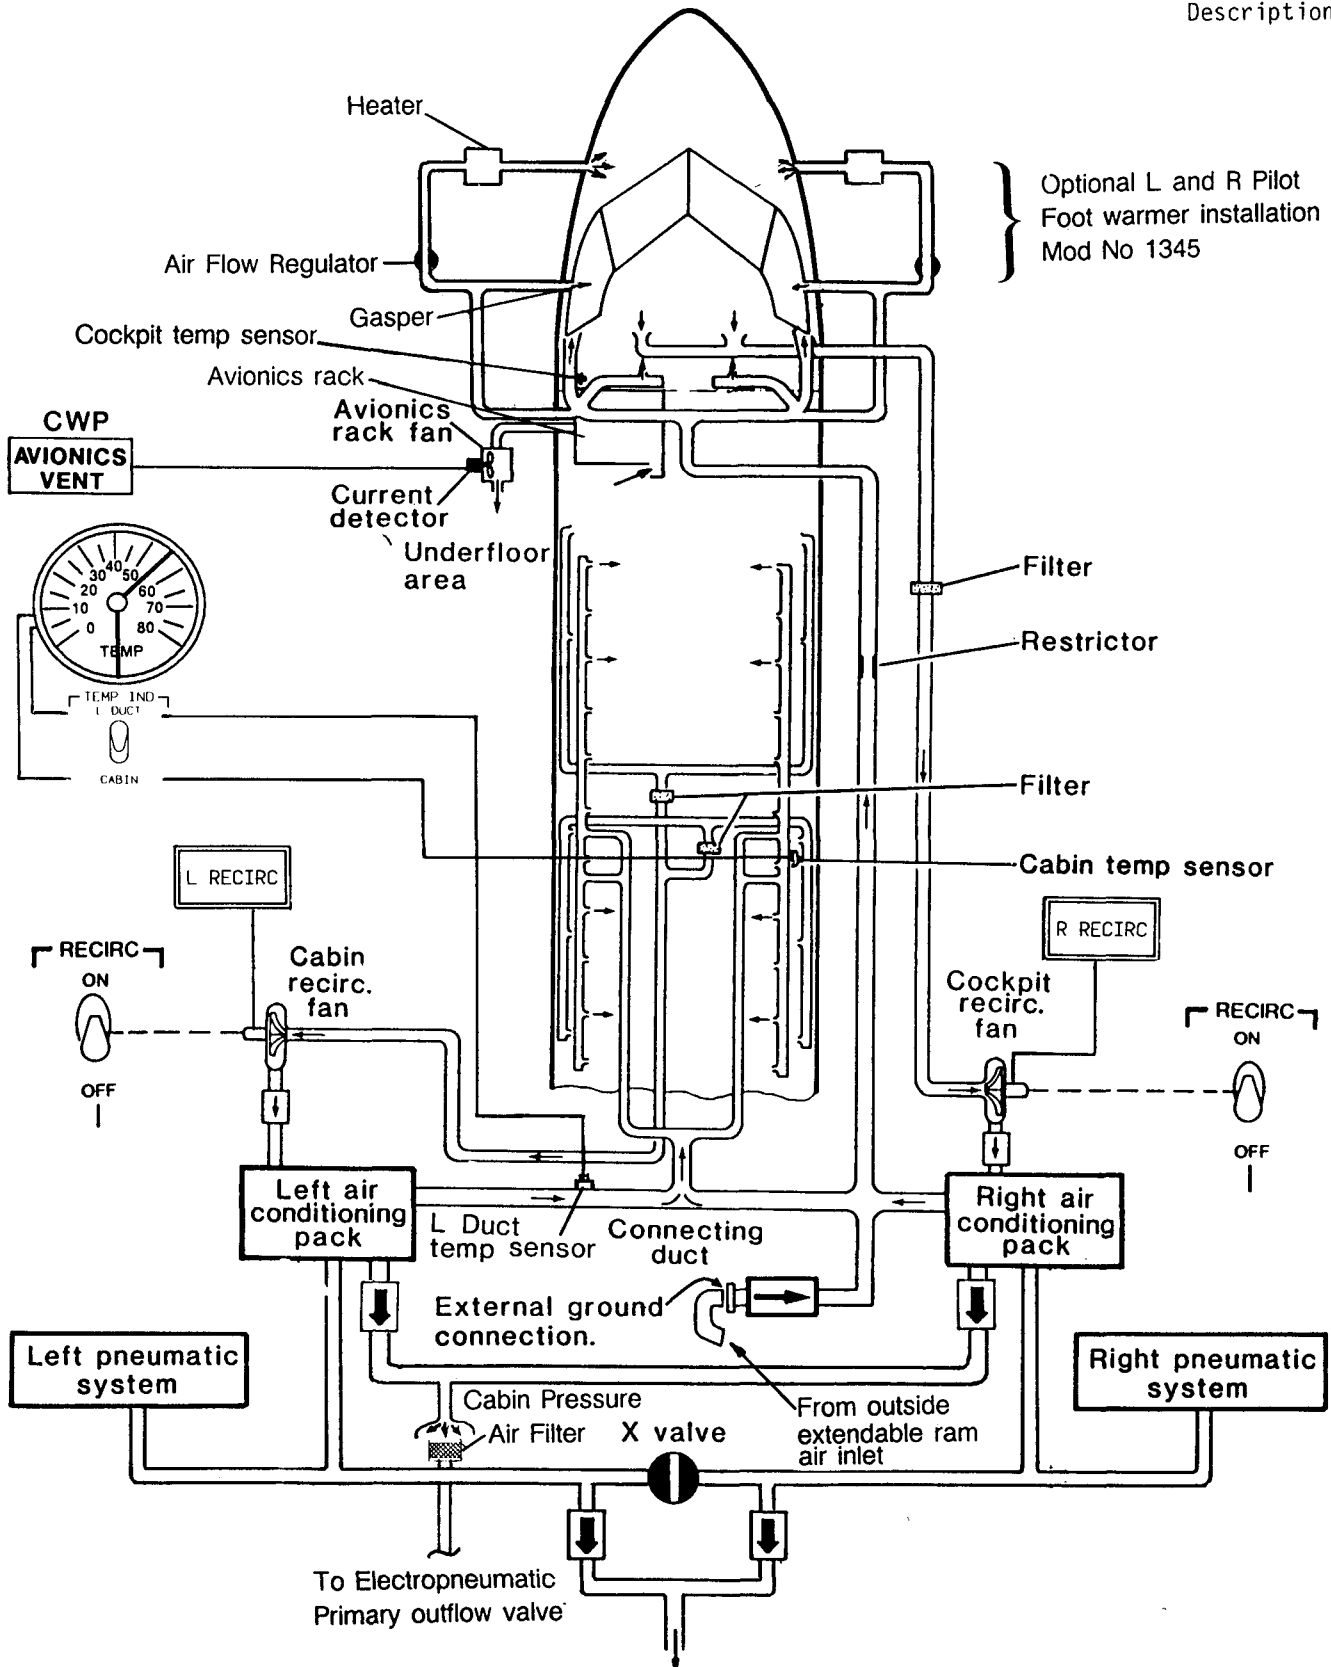 Description
Heater
Optional L and R Pilot
Foot warmer installation
Mod No 1345
Air Flow Regulator
Gasper
Cockpit temp sensor
Avionics rack
Avionics
rack fan
CWP
AVIONICS
VENT
Current
detector
Underfloor
area
0
10
20
30
40
50
60
70
80
TEMP
TEMP IND
L DUCT
CABIN
Filter
Restrictor
Filter
Cabin temp sensor
L RECIRC
R RECIRC
RECIRC
ON
OFF
Cabin
recirc.
fan
Cockpit
recirc.
fan
RECIRC
ON
OFF
Left air
conditioning
pack
L Duct
temp sensor
Connecting
duct
Right air
conditioning
pack
External ground
connection.
Left pneumatic
system
Right pneumatic
system
Cabin Pressure
Air Filter
X valve
From outside
extendable ram
air inlet
To Electropneumatic
Primary outflow valve